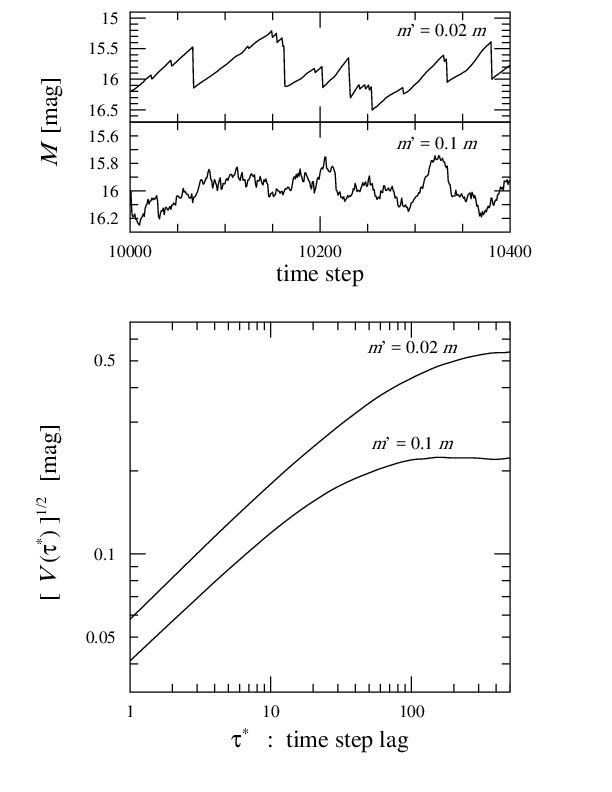 15
m' = 0.02 m
15.5
16
16.5
M [mag]
15.6
m' = 0.1 m
15.8
16
16.2
10000 10200 10400
time step
m' = 0.02 m
0.5
m' = 0.1 m
[ V(τ*) ]^1/2 [mag]
0.1
0.05
1 10 100
τ* : time step lag